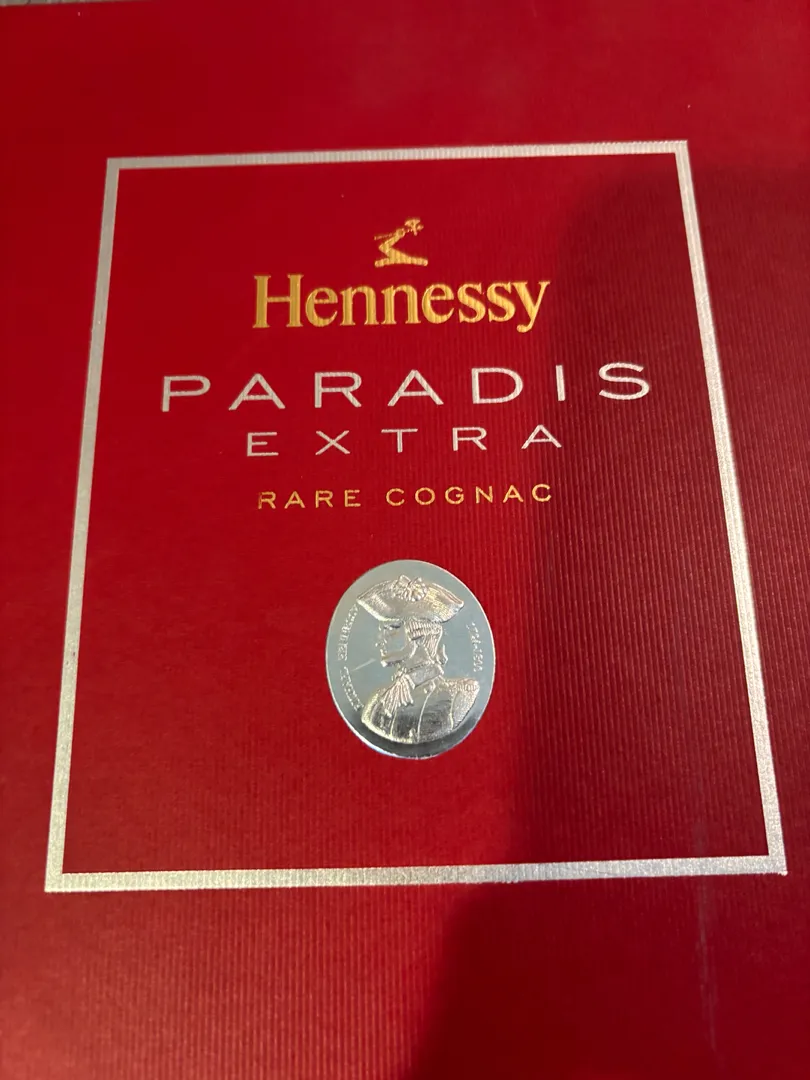 Hennessy
PARADIS
EXTRA
RARE COGNAC